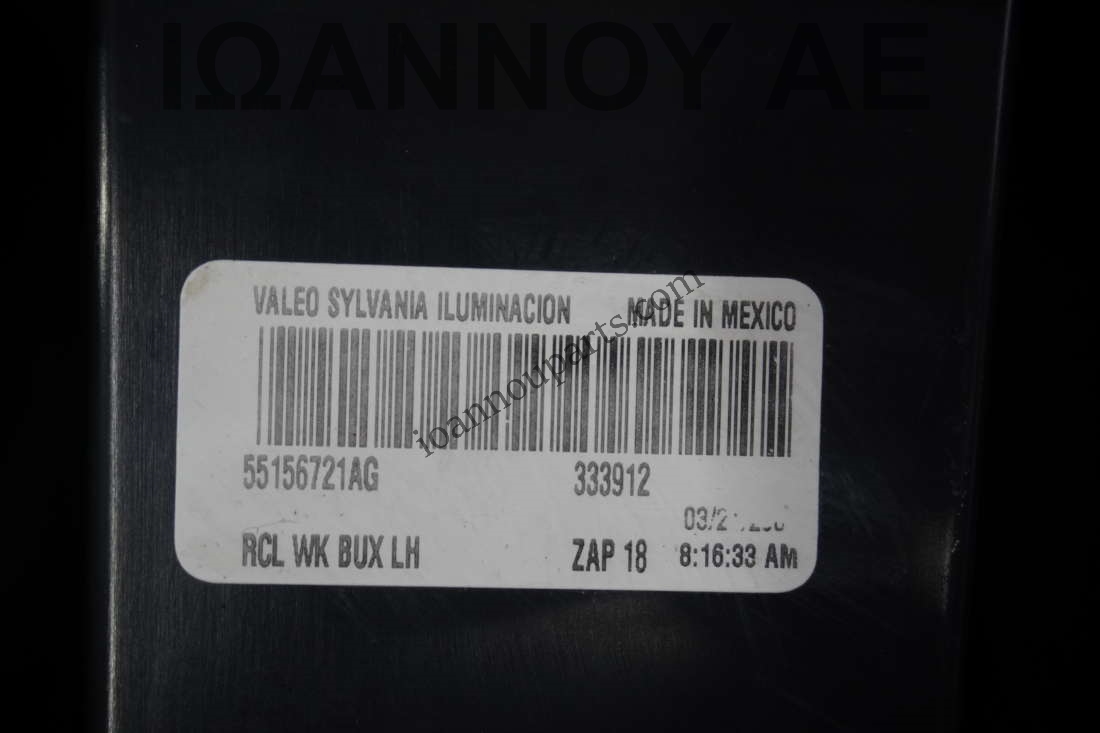 ΙΩΑΝΝΟΥ ΑΕ
VALEO SYLVANIA ILUMINACION MADE IN MEXICO
ioannouparts.com
55156721AG 333912
RCL WK BUX LH ZAP 18 8:16:33 AM